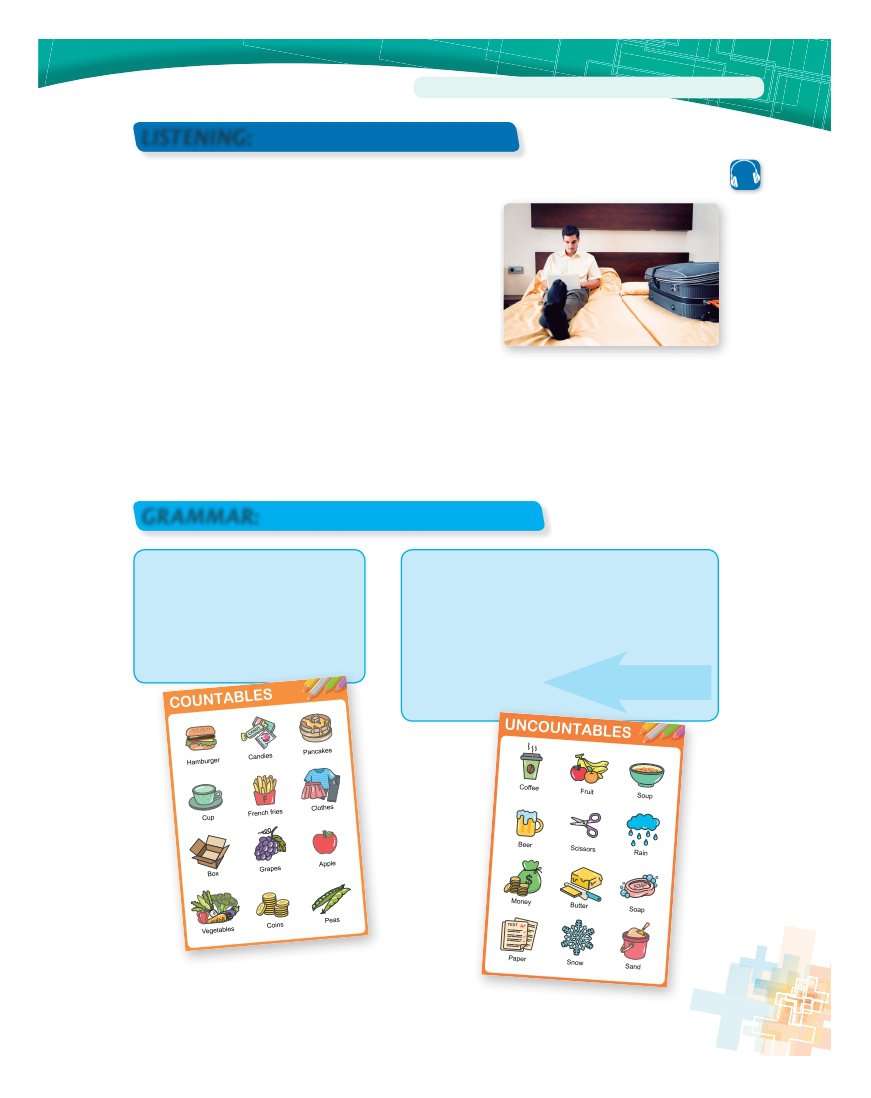 LISTENING:
GRAMMAR:
COUNTABLES
Hamburger
Candies
Pancakes
Cup
French fries
Clothes
Box
Grapes
Apple
Vegetables
Coins
Peas
UNCOUNTABLES
Coffee
Fruit
Soup
Beer
Scissors
Rain
Money
Butter
Soap
Paper
Snow
Sand